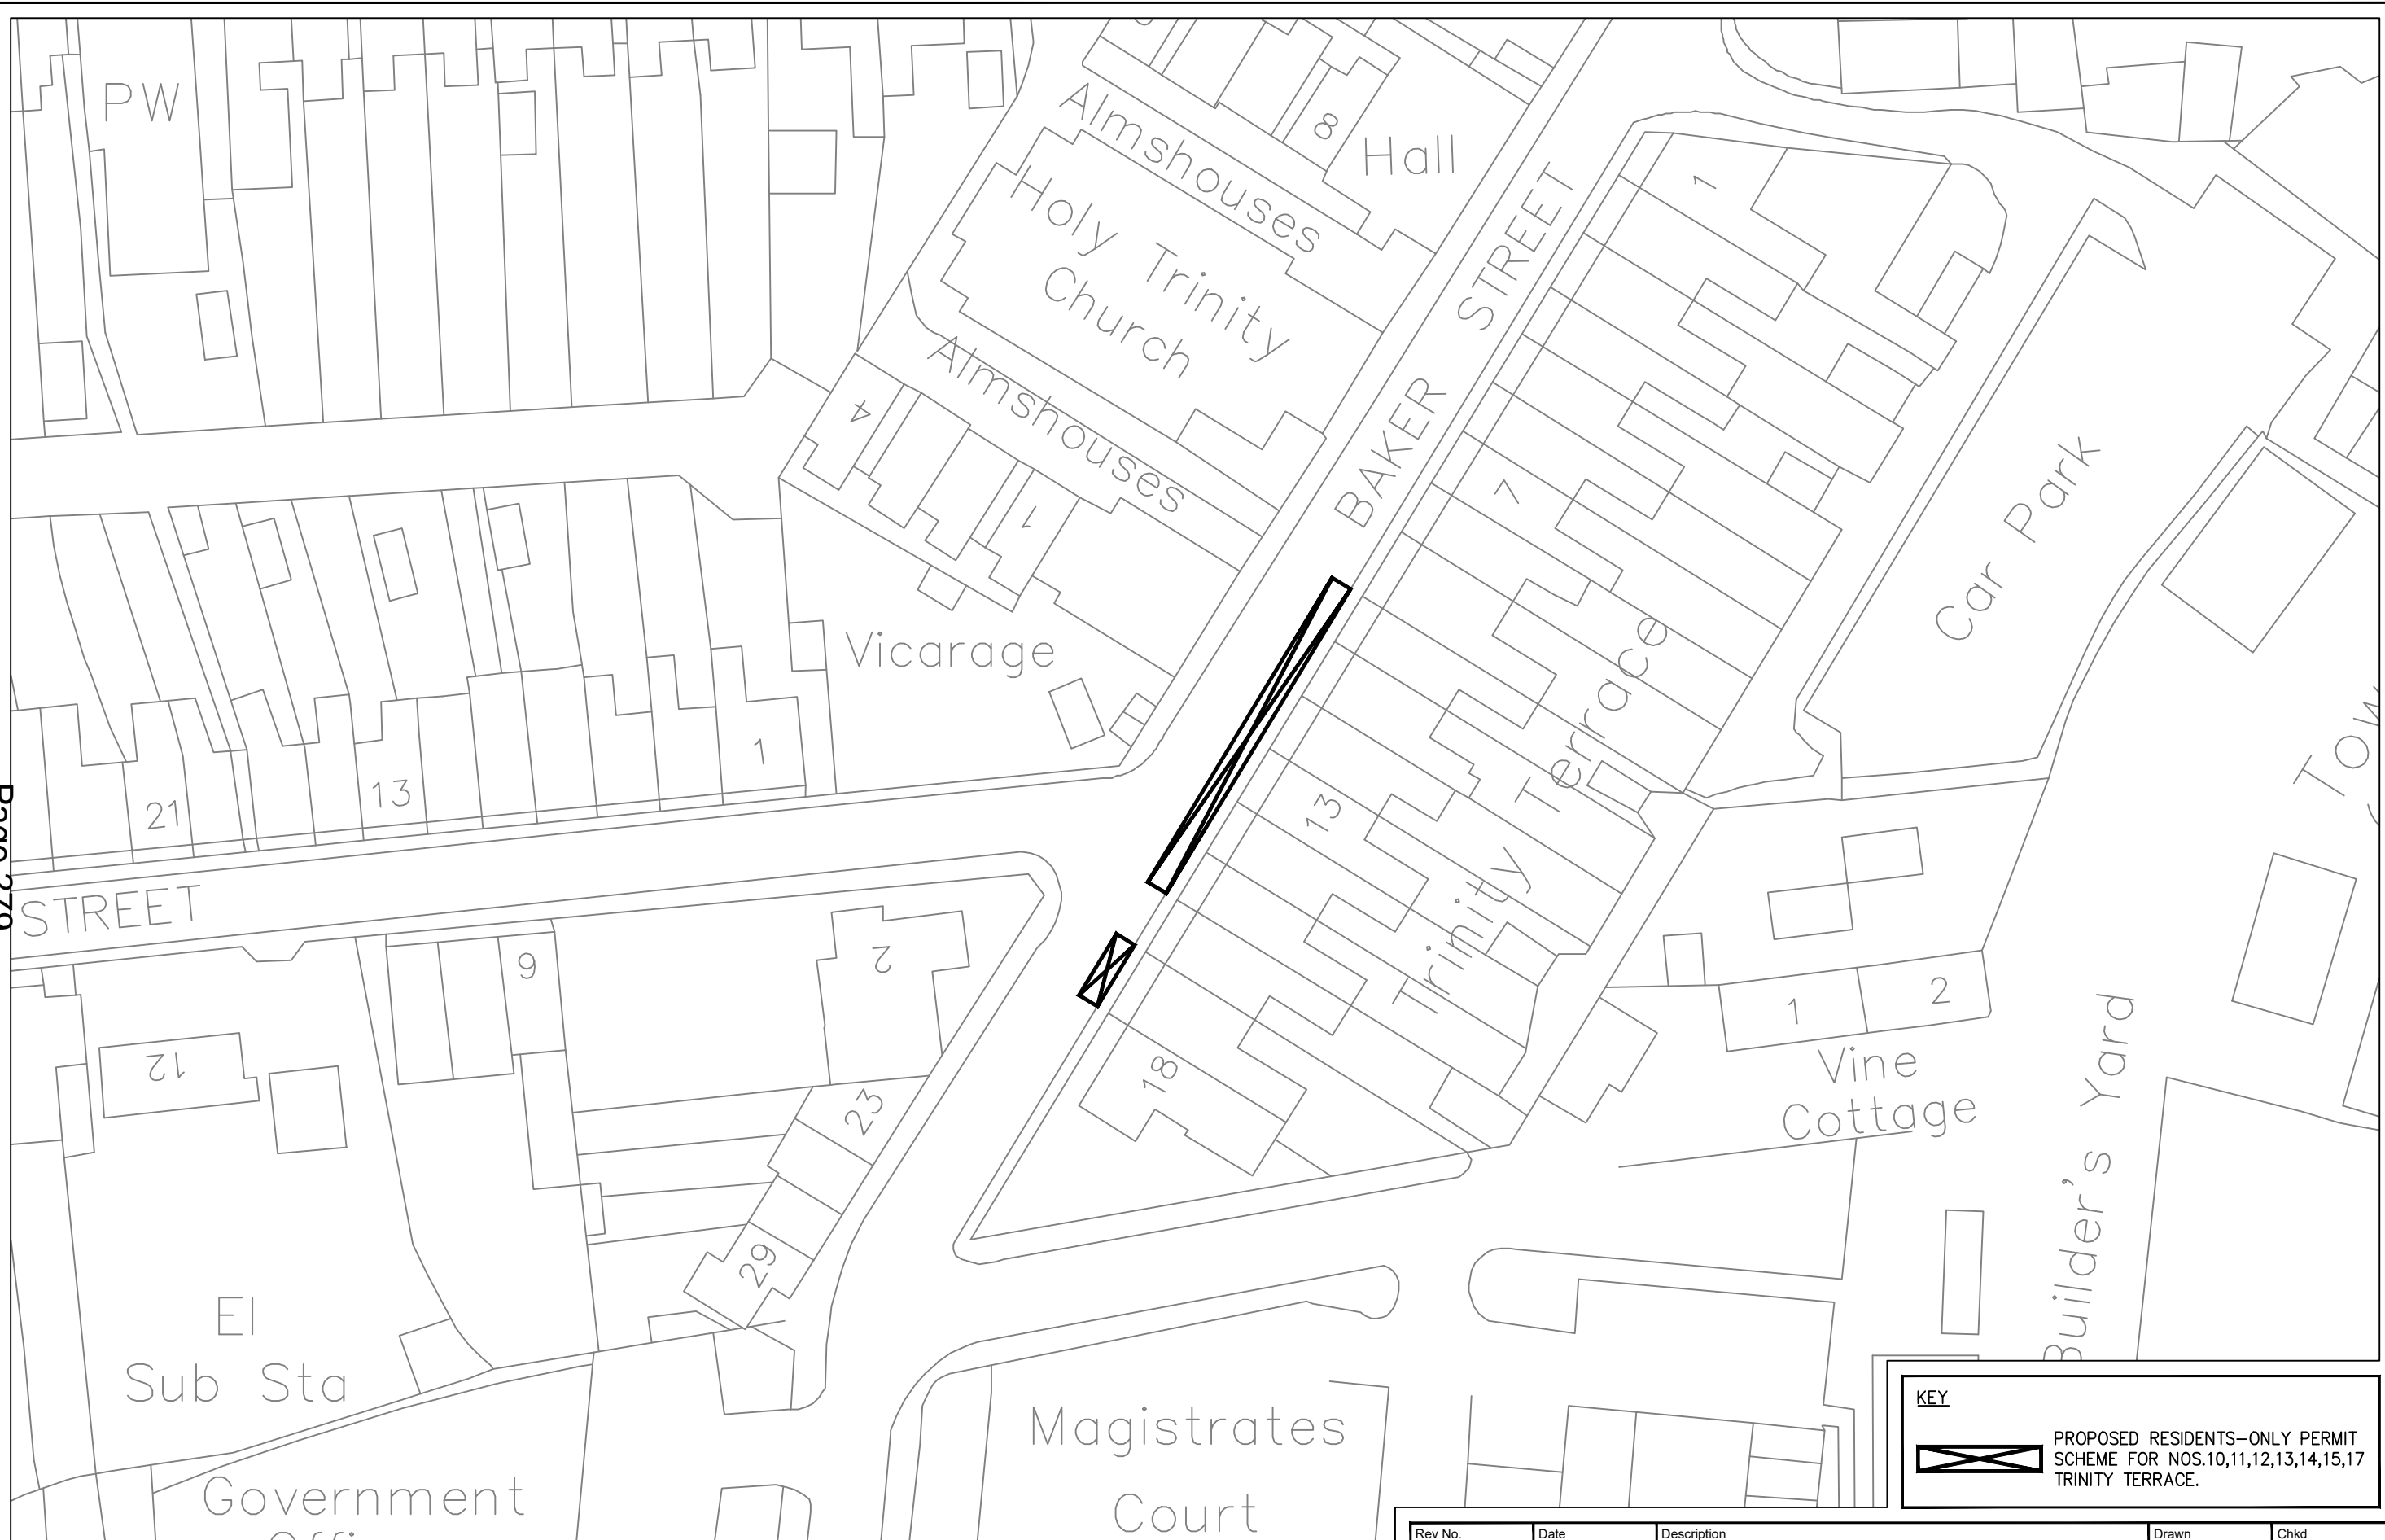 PW
8
Hall
Almshouses
Holy Trinity
Church
Almshouses
4
1
BAKER STREET
1
7
13
18
Trinity Terrace
Car Park
Vicarage
21
13
1
STREET
9
2
12
23
29
1
2
Vine
Cottage
Builder's Yard
El
Sub Sta
Government
Magistrates
Court
KEY
PROPOSED RESIDENTS-ONLY PERMIT
SCHEME FOR NOS.10,11,12,13,14,15,17
TRINITY TERRACE.
Rev No. Date Description Drawn Chkd